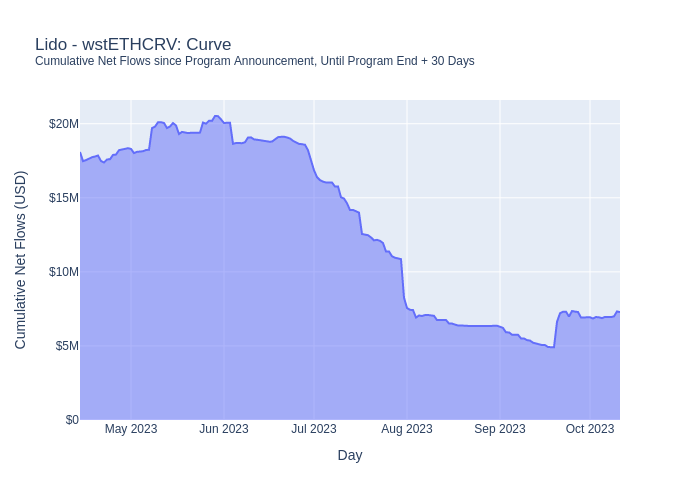 Lido - wstETHCRV: Curve
Cumulative Net Flows since Program Announcement, Until Program End + 30 Days
Cumulative Net Flows (USD)
$20M
$15M
$10M
$5M
$0
May 2023
Jun 2023
Jul 2023
Aug 2023
Sep 2023
Oct 2023
Day